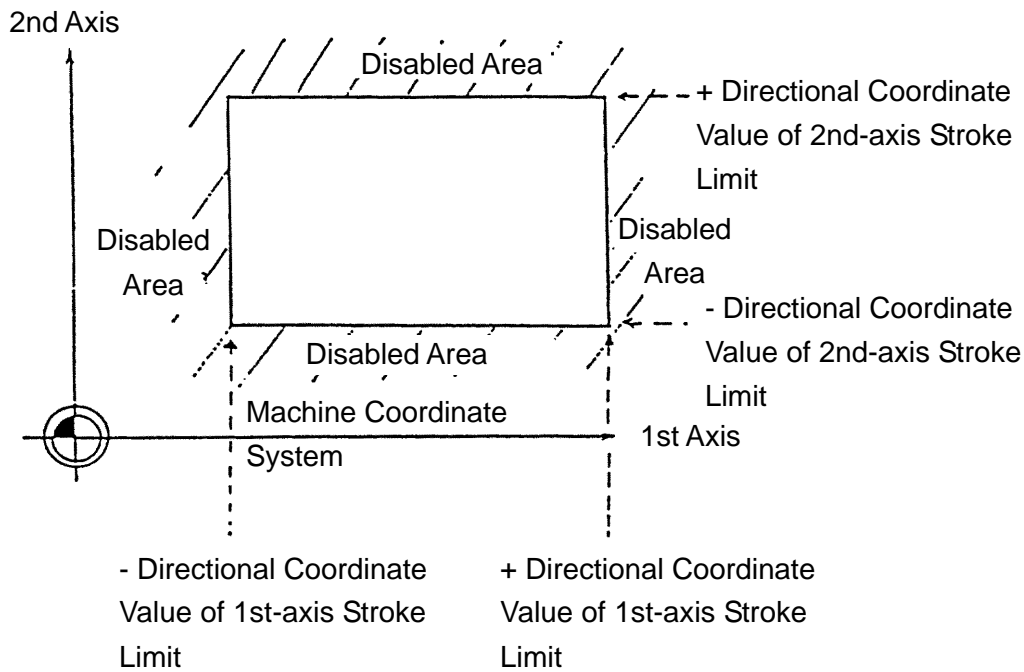 2nd Axis
Disabled Area
+ Directional Coordinate
Value of 2nd-axis Stroke
Limit
Disabled
Area
Disabled
Area
- Directional Coordinate
Value of 2nd-axis Stroke
Limit
Disabled Area
Machine Coordinate
System
1st Axis
- Directional Coordinate
Value of 1st-axis Stroke
Limit
+ Directional Coordinate
Value of 1st-axis Stroke
Limit